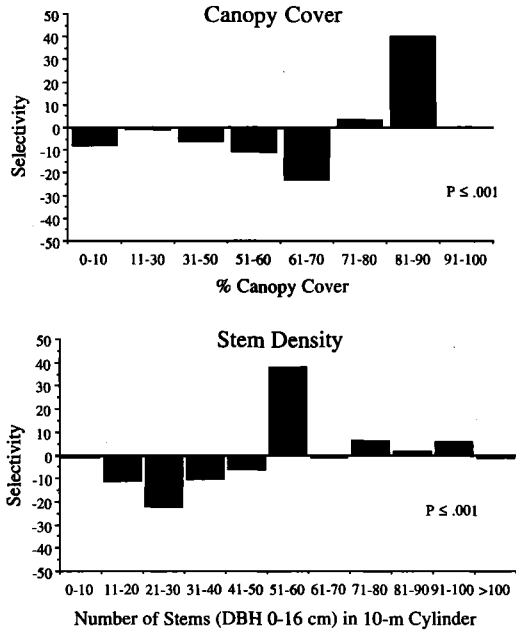 Canopy Cover
50
40
30
20
10
0
-10
-20
-30
-40
-50
Selectivity
P ≤ .001
0-10 11-30 31-50 51-60 61-70 71-80 81-90 91-100
% Canopy Cover
Stem Density
50
40
30
20
10
0
-10
-20
-30
-40
-50
Selectivity
P ≤ .001
0-10 11-20 21-30 31-40 41-50 51-60 61-70 71-80 81-90 91-100 >100
Number of Stems (DBH 0-16 cm) in 10-m Cylinder